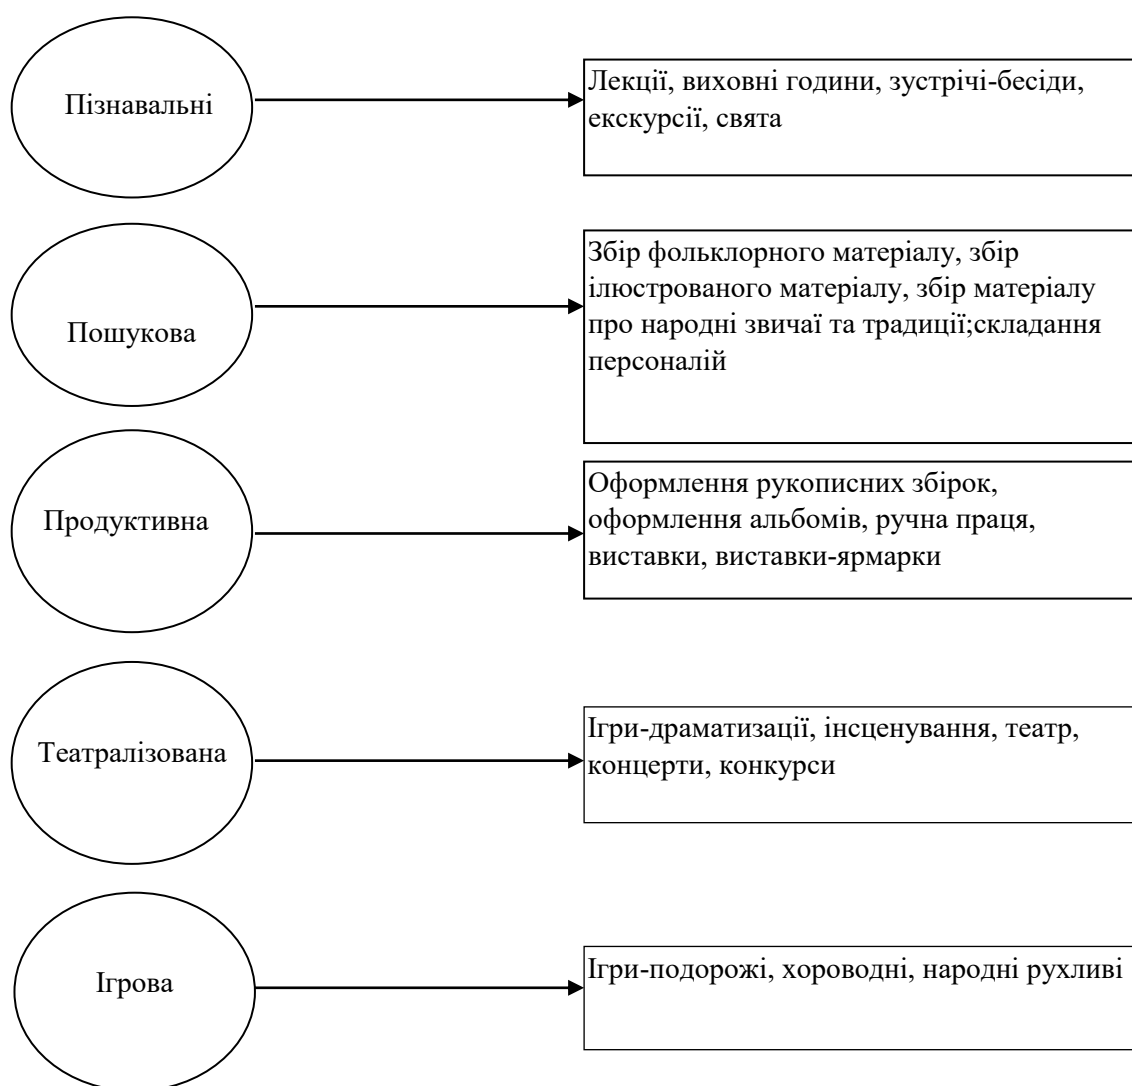 Пізнавальні
Лекції, виховні години, зустрічі-бесіди,
екскурсії, свята
Пошукова
Збір фольклорного матеріалу, збір
ілюстрованого матеріалу, збір матеріалу
про народні звичаї та традиції;складання
персоналій
Продуктивна
Оформлення рукописних збірок,
оформлення альбомів, ручна праця,
виставки, виставки-ярмарки
Театралізована
Ігри-драматизації, інсценування, театр,
концерти, конкурси
Ігрова
Ігри-подорожі, хороводні, народні рухливі